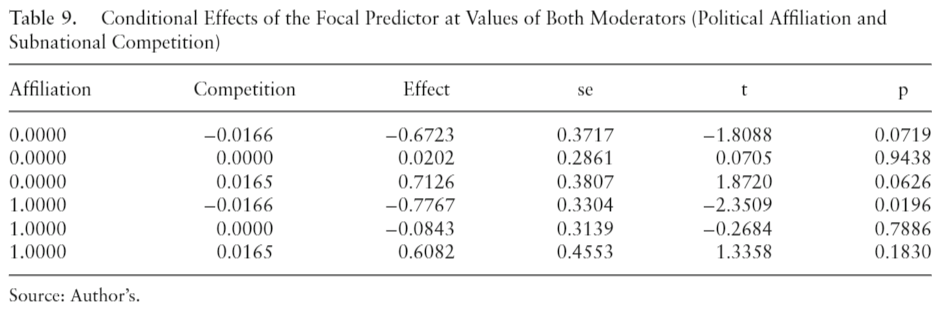 Table 9. Conditional Effects of the Focal Predictor at Values of Both Moderators (Political Affiliation and
Subnational Competition)
Affiliation Competition Effect se t p
0.0000 −0.0166 −0.6723 0.3717 −1.8088 0.0719
0.0000 0.0000 0.0202 0.2861 0.0705 0.9438
0.0000 0.0165 0.7126 0.3807 1.8720 0.0626
1.0000 −0.0166 −0.7767 0.3304 −2.3509 0.0196
1.0000 0.0000 −0.0843 0.3139 −0.2684 0.7886
1.0000 0.0165 0.6082 0.4553 1.3358 0.1830
Source: Author's.